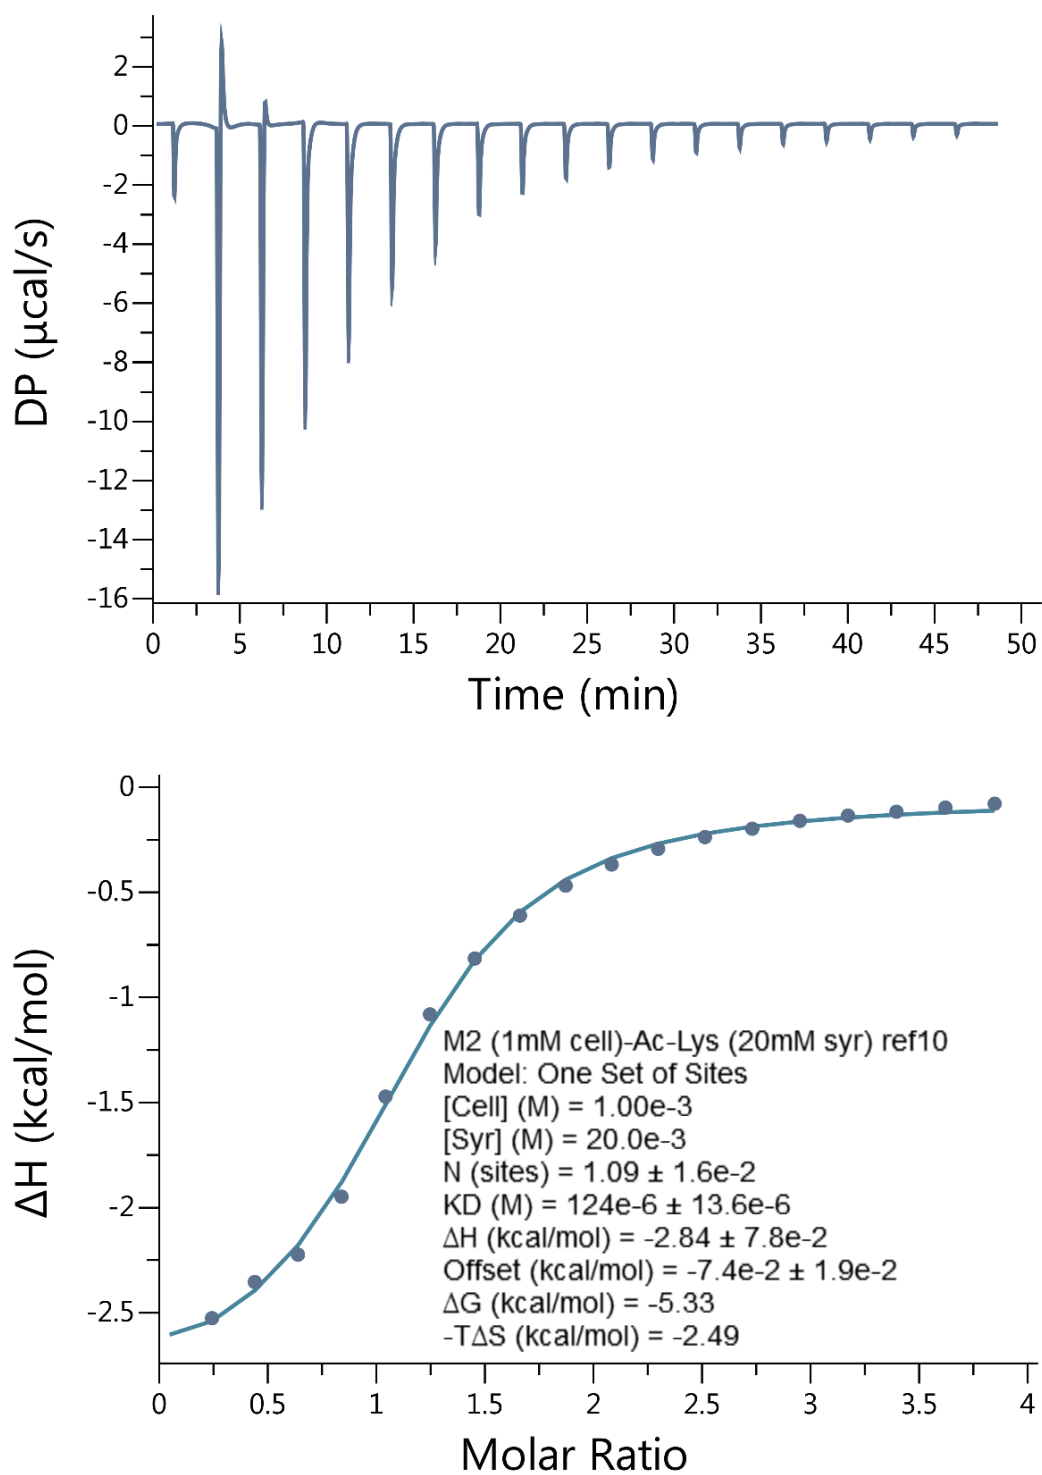 DP (μcal/s)
2
0
-2
-4
-6
-8
-10
-12
-14
-16
0 5 10 15 20 25 30 35 40 45 50
Time (min)
ΔH (kcal/mol)
0
-0.5
-1
-1.5
-2
-2.5
M2 (1mM cell)-Ac-Lys (20mM syr) ref10
Model: One Set of Sites
[Cell] (M) = 1.00e-3
[Syr] (M) = 20.0e-3
N (sites) = 1.09 ± 1.6e-2
KD (M) = 124e-6 ± 13.6e-6
ΔH (kcal/mol) = -2.84 ± 7.8e-2
Offset (kcal/mol) = -7.4e-2 ± 1.9e-2
ΔG (kcal/mol) = -5.33
-TΔS (kcal/mol) = -2.49
0 0.5 1 1.5 2 2.5 3 3.5 4
Molar Ratio